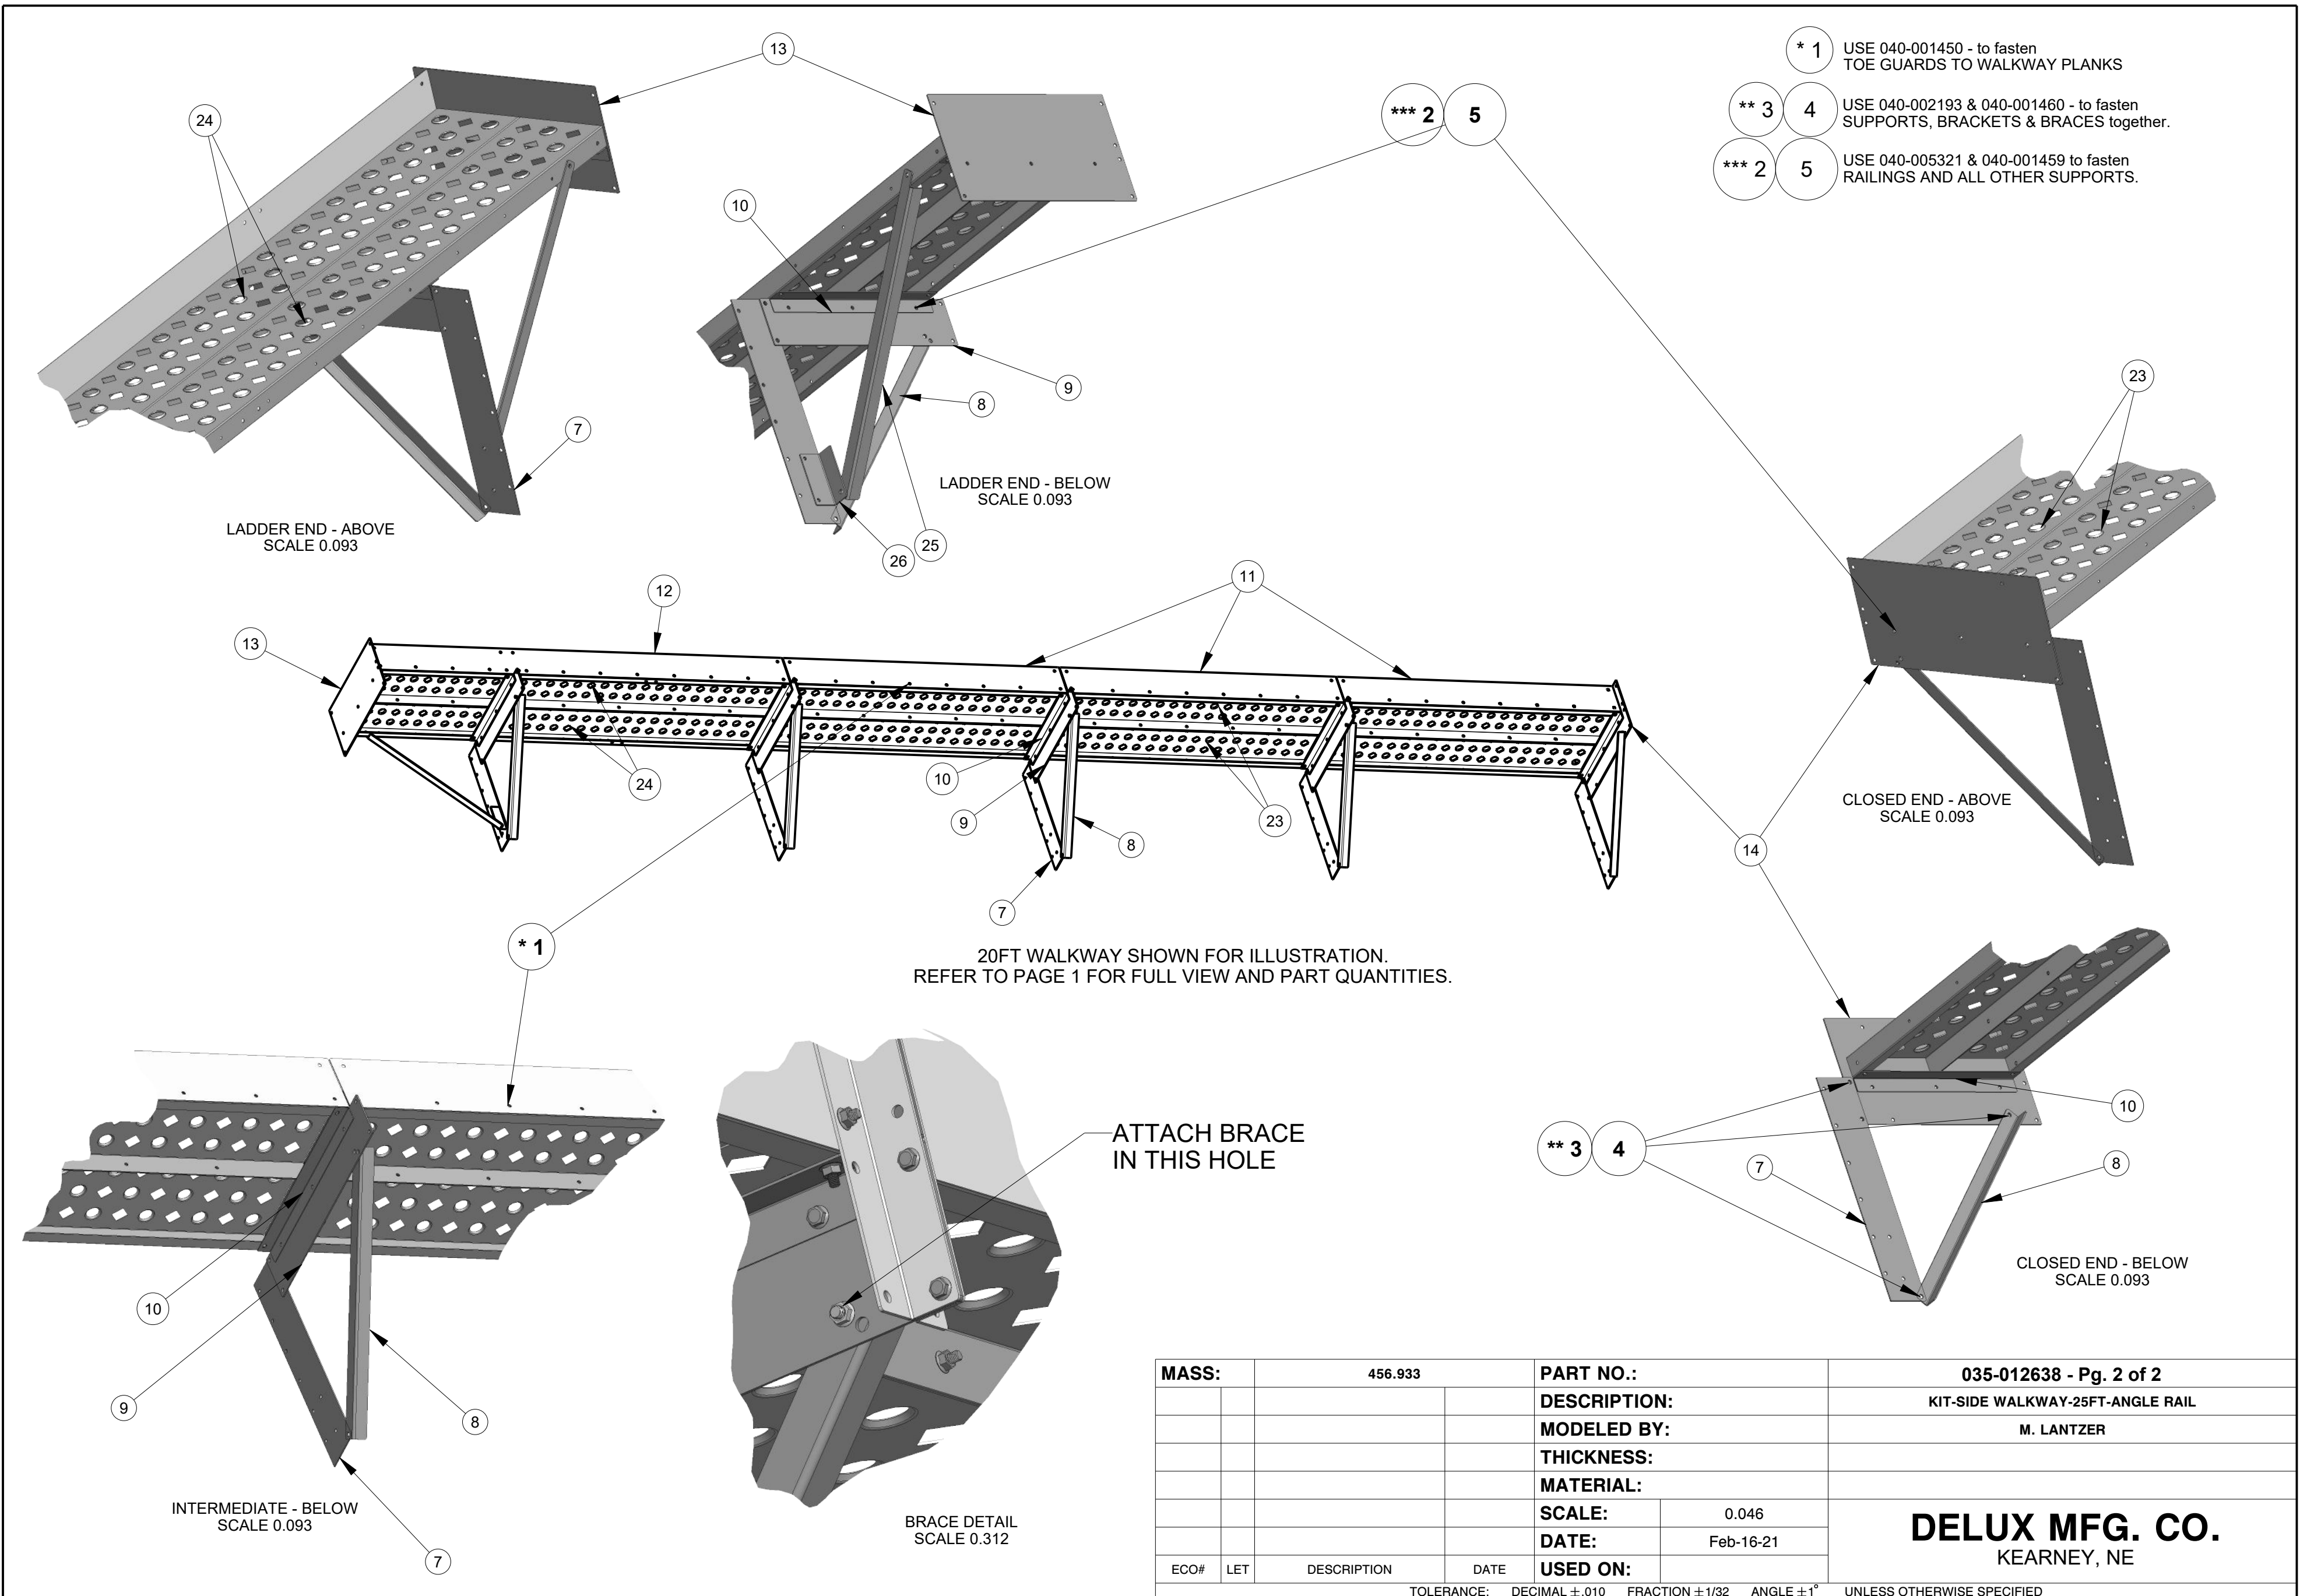 13
* 1
USE 040-001450 - to fasten
TOE GUARDS TO WALKWAY PLANKS
** 3
4
USE 040-002193 & 040-001460 - to fasten
SUPPORTS, BRACKETS & BRACES together.
*** 2
5
USE 040-005321 & 040-001459 to fasten
RAILINGS AND ALL OTHER SUPPORTS.
*** 2
5
24
10
9
8
7
23
LADDER END - ABOVE
SCALE 0.093
LADDER END - BELOW
SCALE 0.093
26
25
12
11
13
10
24
9
23
8
7
CLOSED END - ABOVE
SCALE 0.093
14
* 1
20FT WALKWAY SHOWN FOR ILLUSTRATION.
REFER TO PAGE 1 FOR FULL VIEW AND PART QUANTITIES.
ATTACH BRACE
IN THIS HOLE
** 3
4
10
7
8
CLOSED END - BELOW
SCALE 0.093
10
9
8
7
INTERMEDIATE - BELOW
SCALE 0.093
BRACE DETAIL
SCALE 0.312
MASS: 456.933 PART NO.: 035-012638 - Pg. 2 of 2
DESCRIPTION: KIT-SIDE WALKWAY-25FT-ANGLE RAIL
MODELED BY: M. LANTZER
THICKNESS:
MATERIAL:
SCALE: 0.046
DELUX MFG. CO.
DATE: Feb-16-21
KEARNEY, NE
ECO# LET DESCRIPTION DATE USED ON:
TOLERANCE: DECIMAL ±.010 FRACTION ±1/32 ANGLE ±1° UNLESS OTHERWISE SPECIFIED